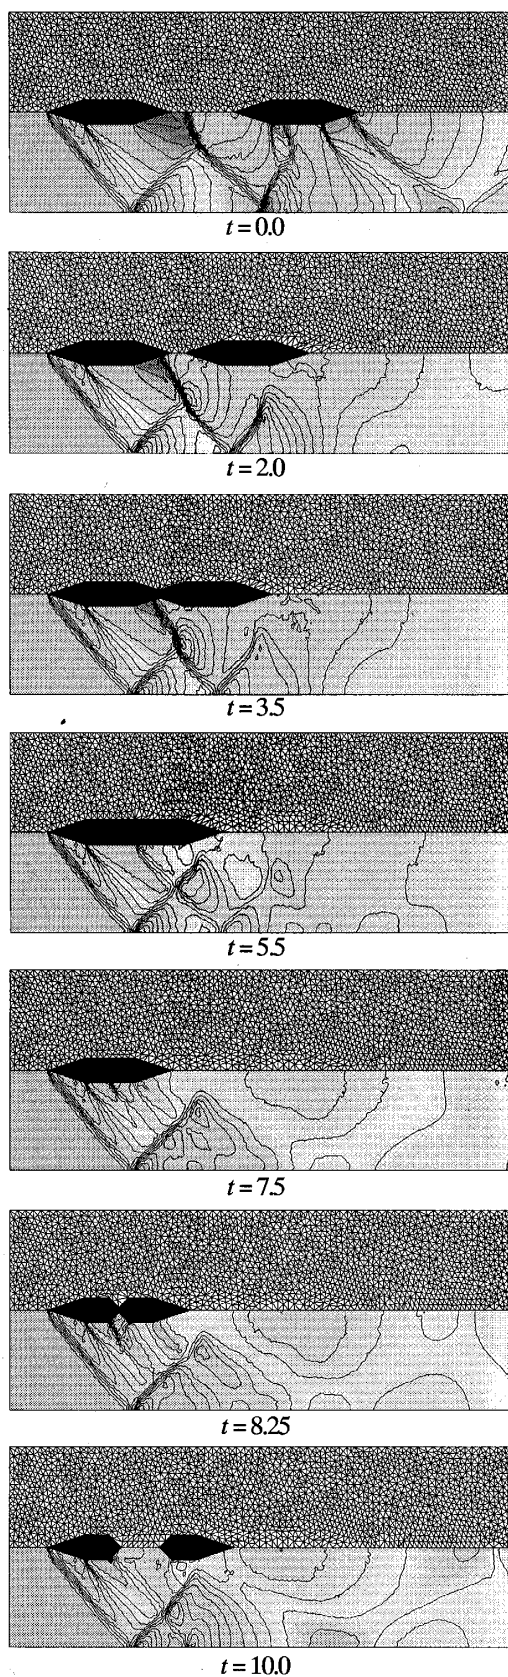 t = 0.0
t = 2.0
t = 3.5
t = 5.5
t = 7.5
t = 8.25
t = 10.0